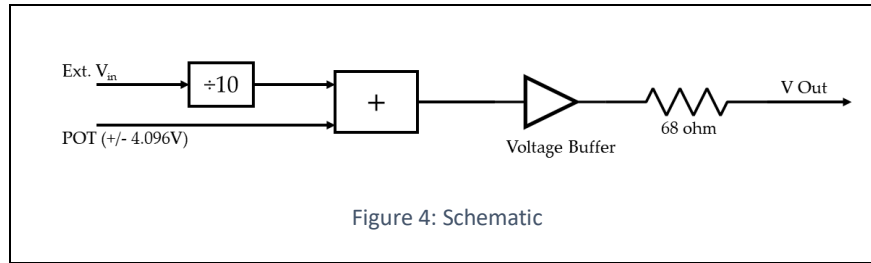 Ext. Vin
÷10
+
V Out
POT (+/- 4.096V)
68 ohm
Voltage Buffer
Figure 4: Schematic